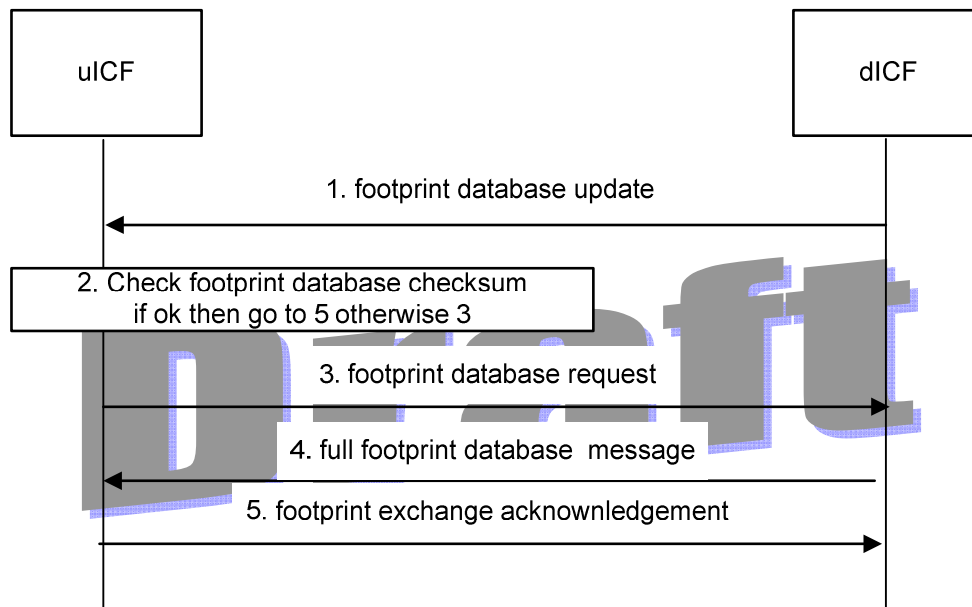 uICF
dICF
1. footprint database update
2. Check footprint database checksum
if ok then go to 5 otherwise 3
3. footprint database request
4. full footprint database message
5. footprint exchange acknownledgement
Draft